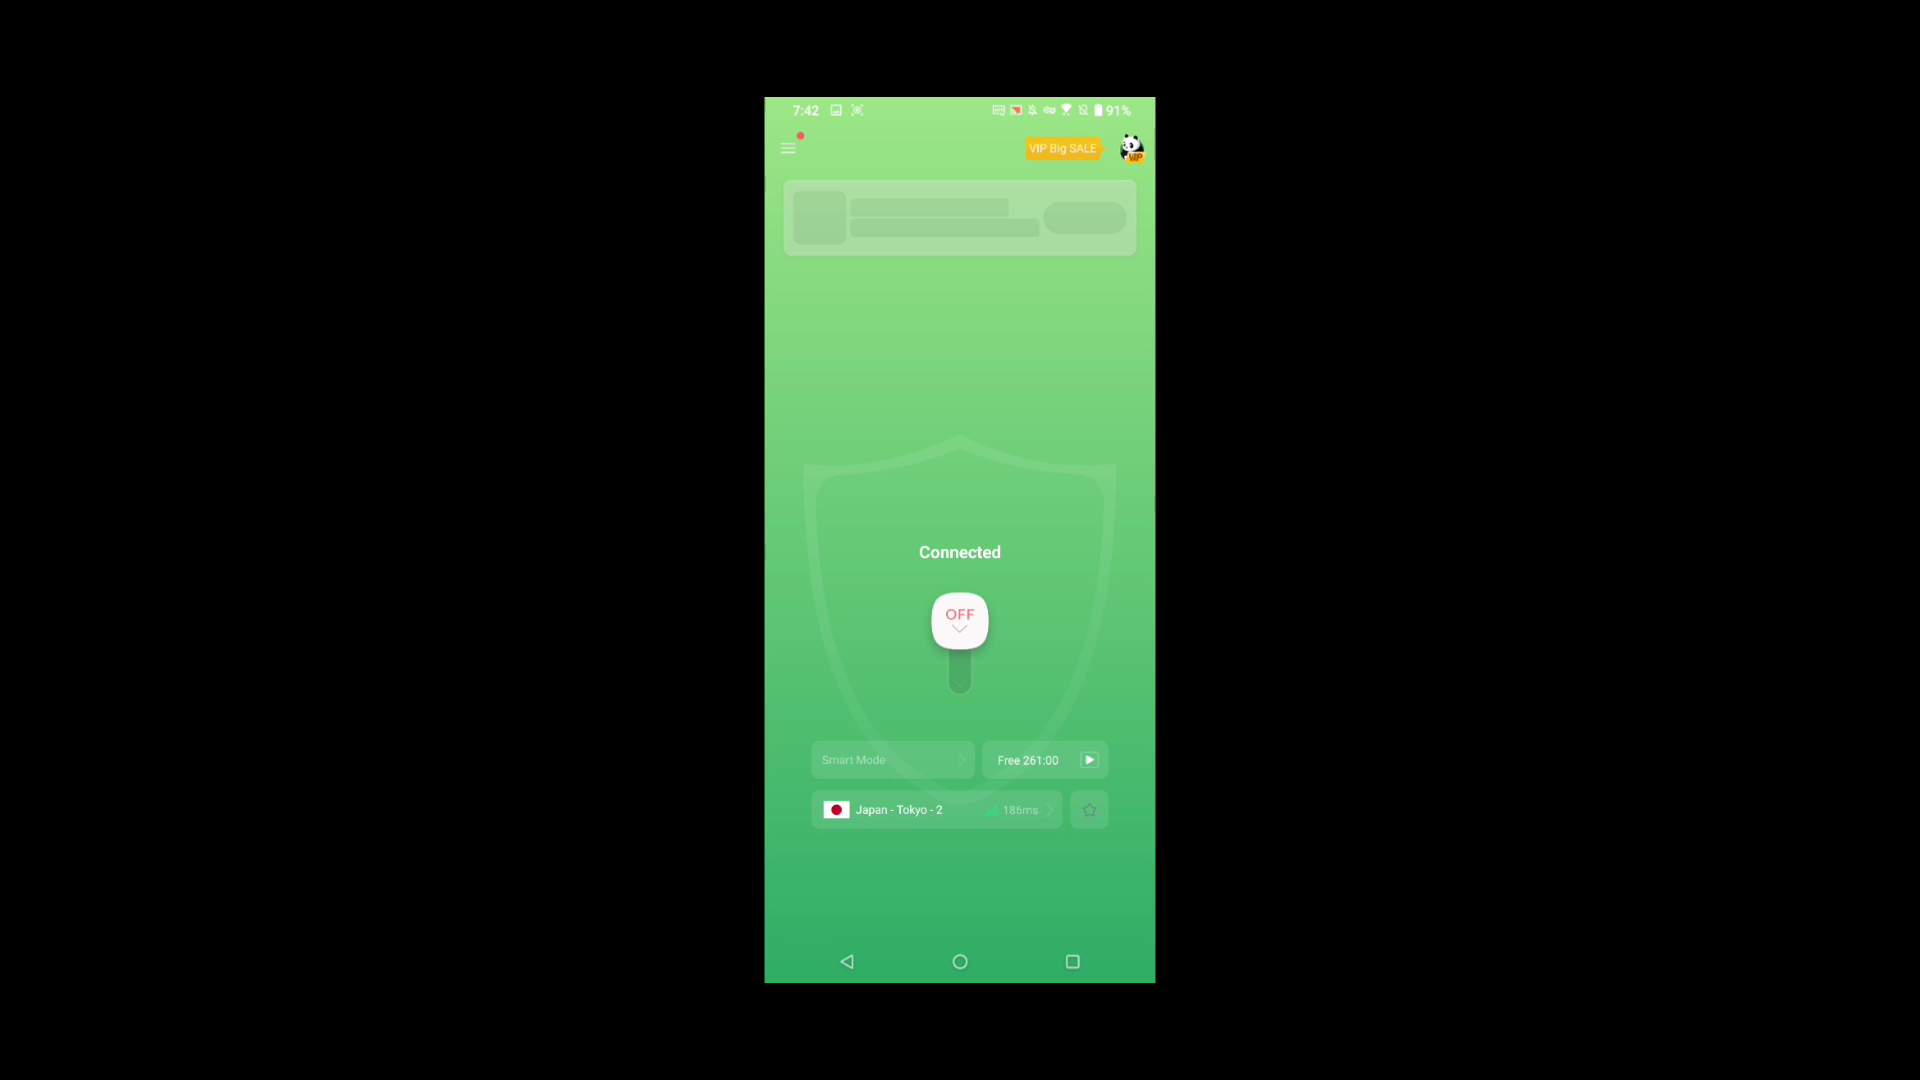 7:42
91%
VIP Big SALE
VIP
Connected
OFF
Smart Mode
Free 261:00
Japan - Tokyo - 2
186ms